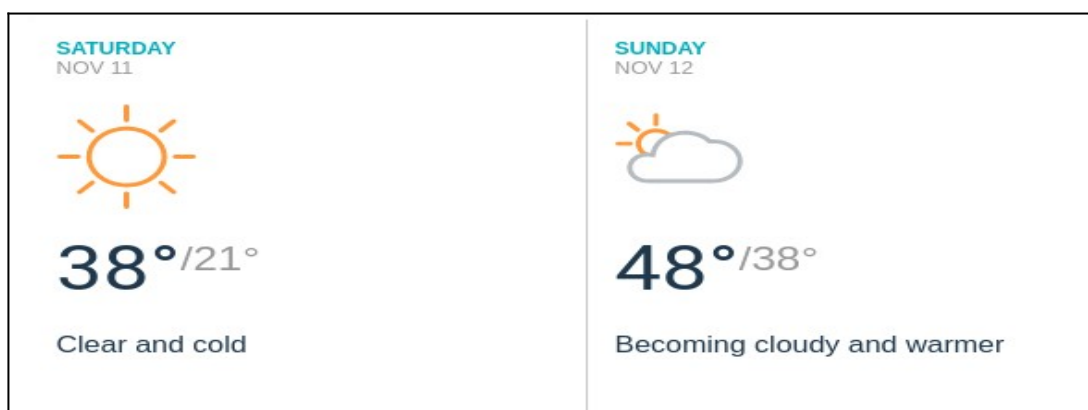 SATURDAY
NOV 11
38°/21°
Clear and cold
SUNDAY
NOV 12
48°/38°
Becoming cloudy and warmer